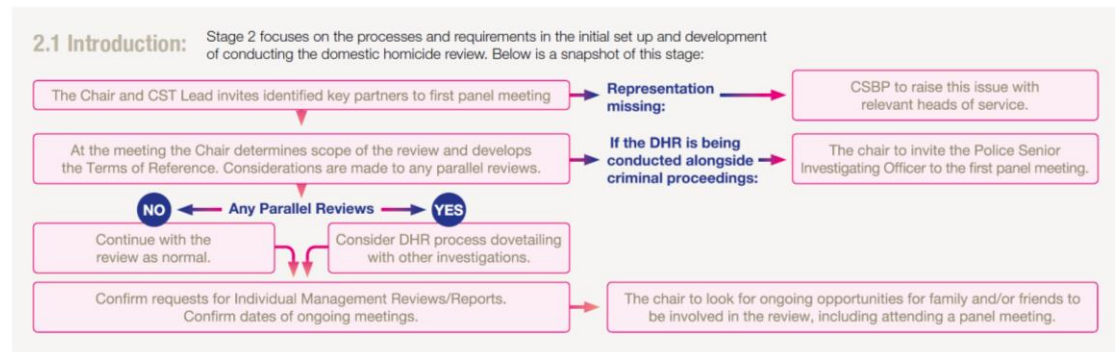 2.1 Introduction:
Stage 2 focuses on the processes and requirements in the initial set up and development
of conducting the domestic homicide review. Below is a snapshot of this stage:
The Chair and CST Lead invites identified key partners to first panel meeting
Representation
missing:
CSBP to raise this issue with
relevant heads of service.
At the meeting the Chair determines scope of the review and develops
the Terms of Reference. Considerations are made to any parallel reviews.
If the DHR is being
conducted alongside
criminal proceedings:
The chair to invite the Police Senior
Investigating Officer to the first panel meeting.
NO
Any Parallel Reviews
YES
Continue with the
review as normal.
Consider DHR process dovetailing
with other investigations.
Confirm requests for Individual Management Reviews/Reports.
Confirm dates of ongoing meetings.
The chair to look for ongoing opportunities for family and/or friends to
be involved in the review, including attending a panel meeting.